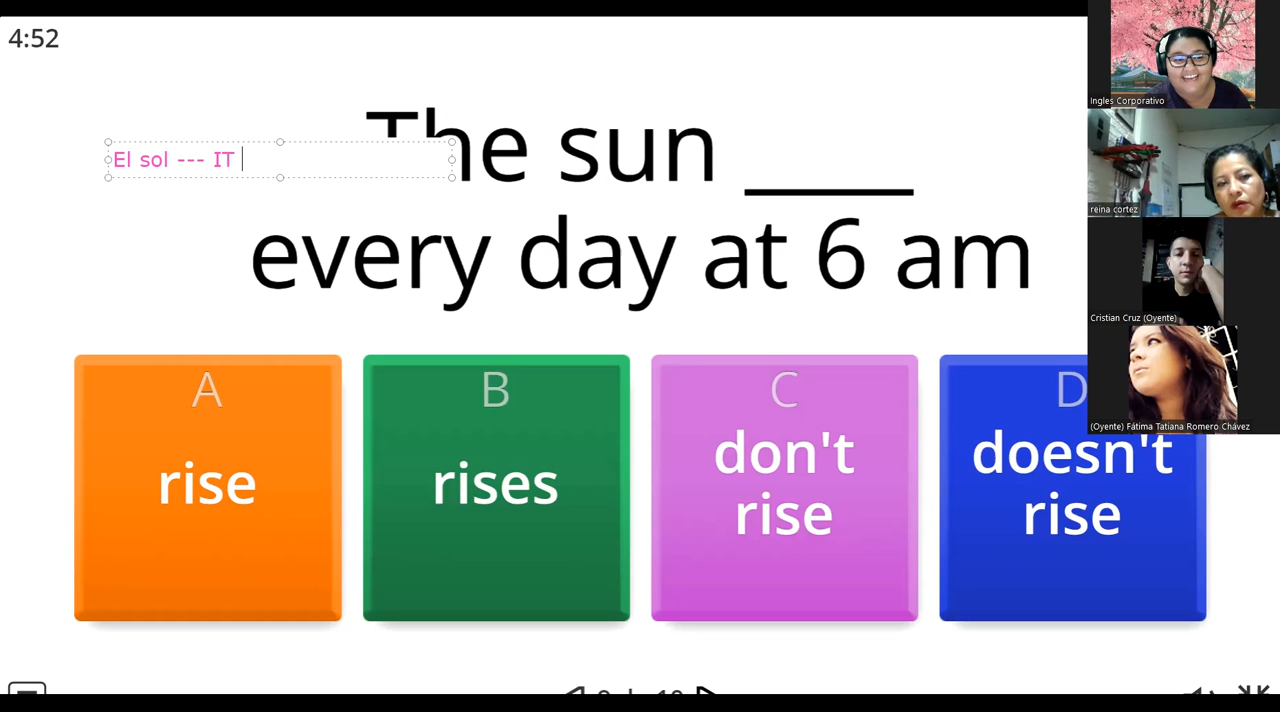 4:52
The sun ____
El sol --- IT
every day at 6 am
A
rise
B
rises
C
don't
rise
D
doesn't
rise
Ingles Corporativo
reina cortez
Cristian Cruz (Oyente)
(Oyente) Fátima Tatiana Romero Chávez